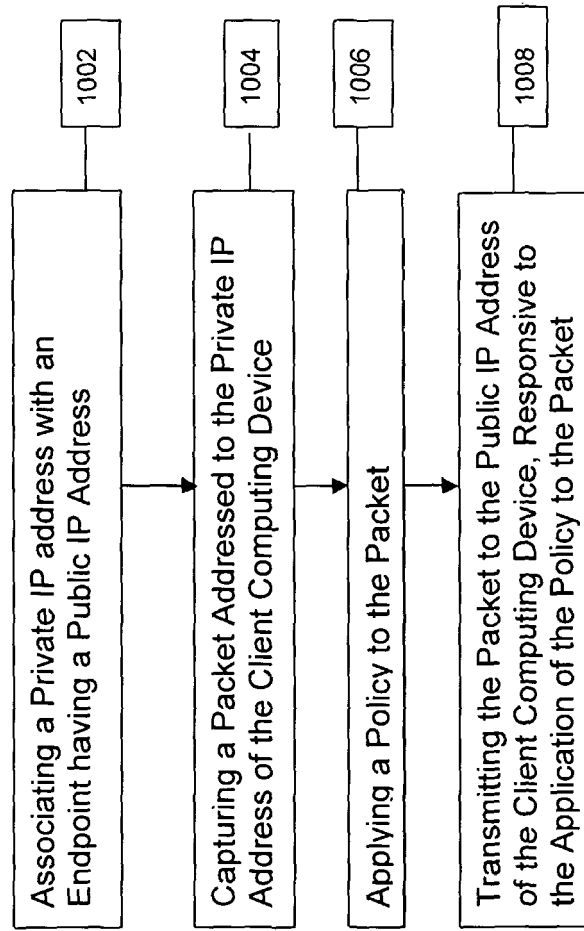 Associating a Private IP address with an
Endpoint having a Public IP Address
1002
Capturing a Packet Addressed to the Private IP
Address of the Client Computing Device
1004
Applying a Policy to the Packet
1006
Transmitting the Packet to the Public IP Address
of the Client Computing Device, Responsive to
the Application of the Policy to the Packet
1008